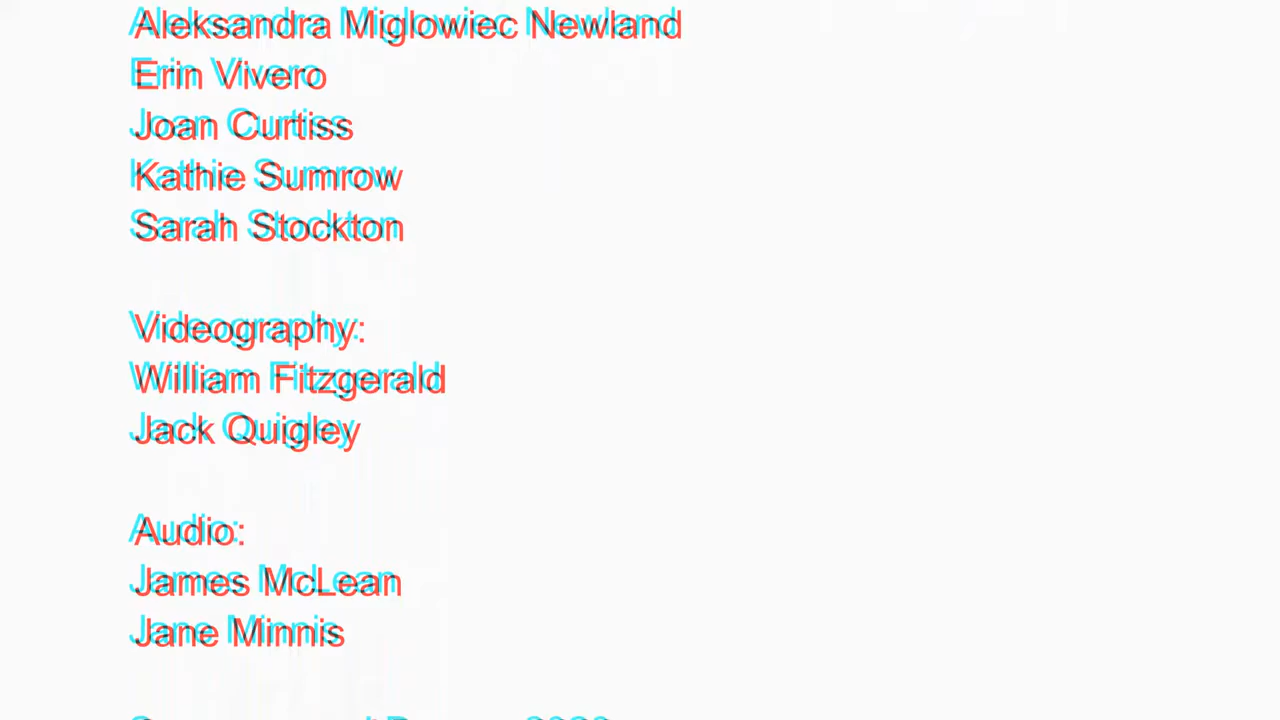 Aleksandra Miglowiec Newland
Erin Vivero
Joan Curtiss
Kathie Sumrow
Sarah Stockton
Videography:
William Fitzgerald
Jack Quigley
Audio:
James McLean
Jane Minnis